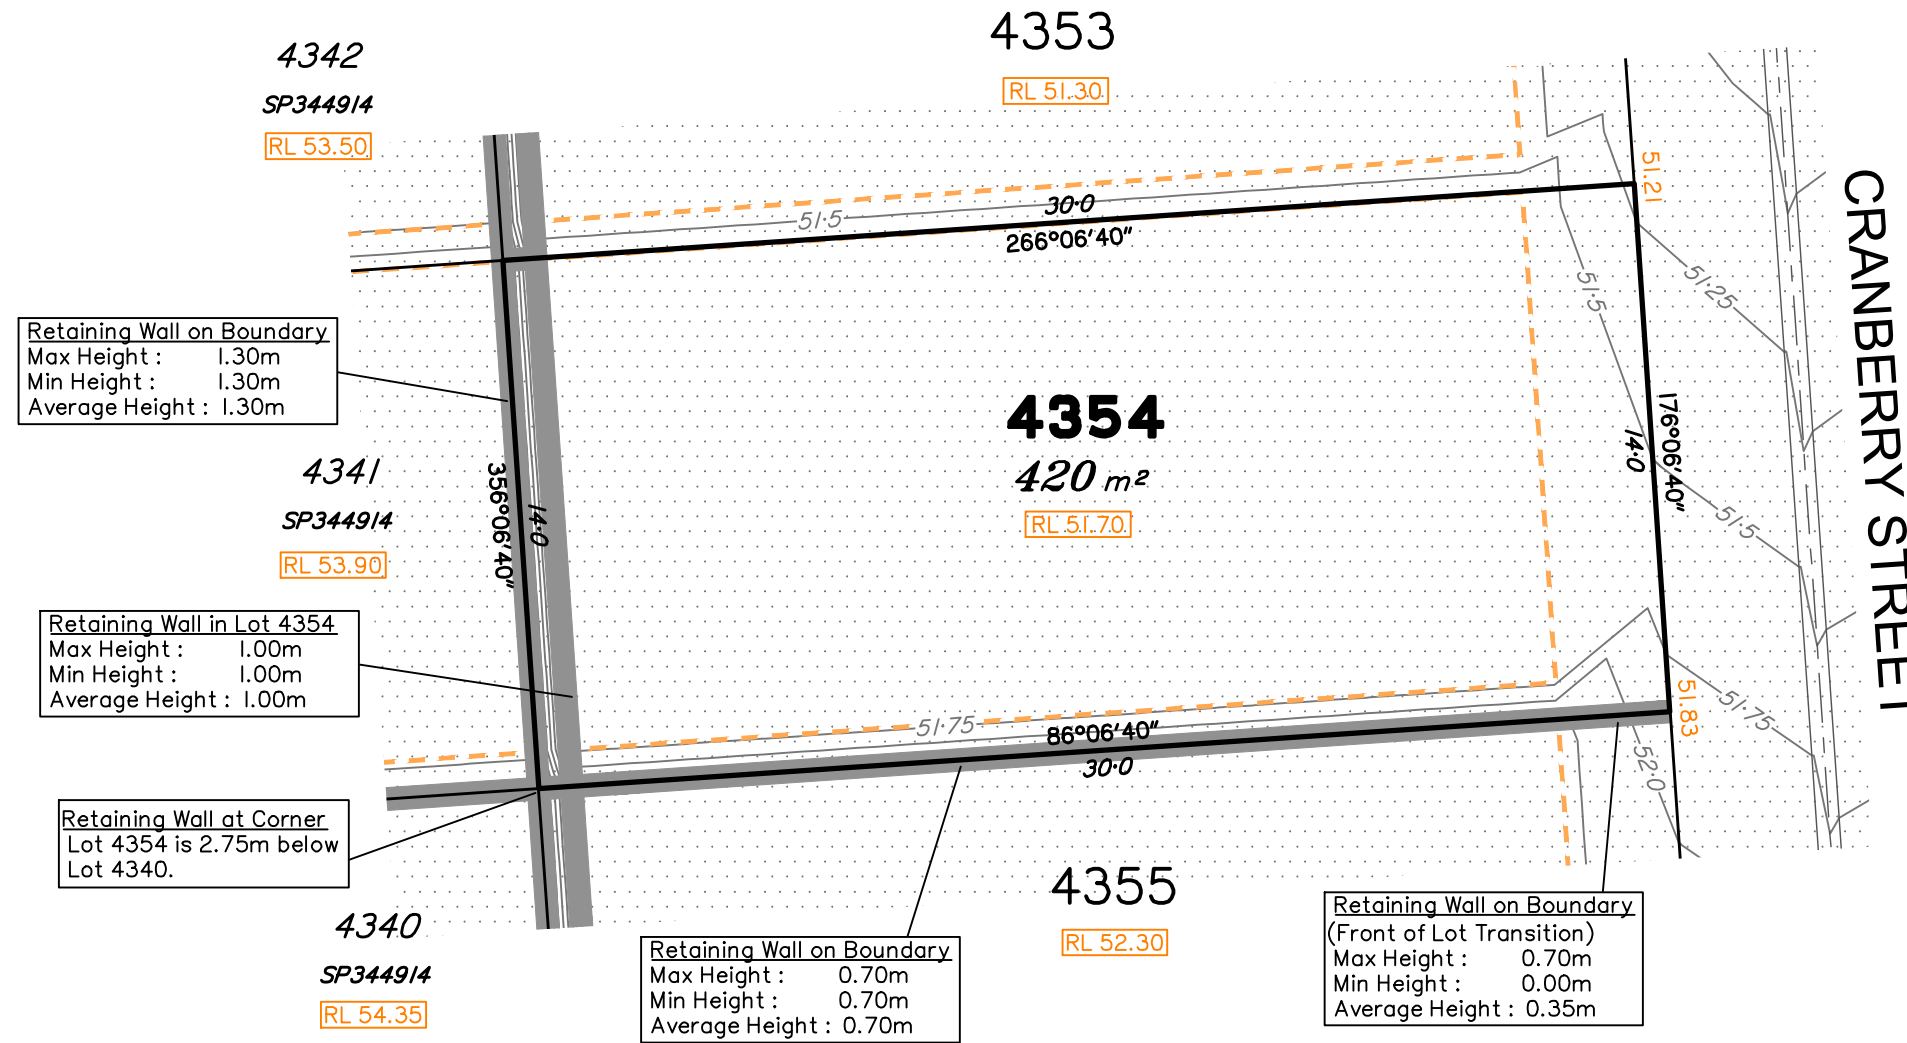 4342
SP344914
RL 53.50
4353
RL 51.30
51.21
CRANBERRY STREET
51·5
30·0
266°06'40"
51·5
51·25
Retaining Wall on Boundary
Max Height : 1.30m
Min Height : 1.30m
Average Height : 1.30m
4341
SP344914
RL 53.90
356°06'40"
14·0
4354
420 m²
RL 51.70
14·0
176°06'40"
51·5
Retaining Wall in Lot 4354
Max Height : 1.00m
Min Height : 1.00m
Average Height : 1.00m
51·75
86°06'40"
30·0
51.83
51·75
52·0
Retaining Wall at Corner
Lot 4354 is 2.75m below
Lot 4340.
4340
SP344914
RL 54.35
4355
RL 52.30
Retaining Wall on Boundary
Max Height : 0.70m
Min Height : 0.70m
Average Height : 0.70m
Retaining Wall on Boundary
(Front of Lot Transition)
Max Height : 0.70m
Min Height : 0.00m
Average Height : 0.35m